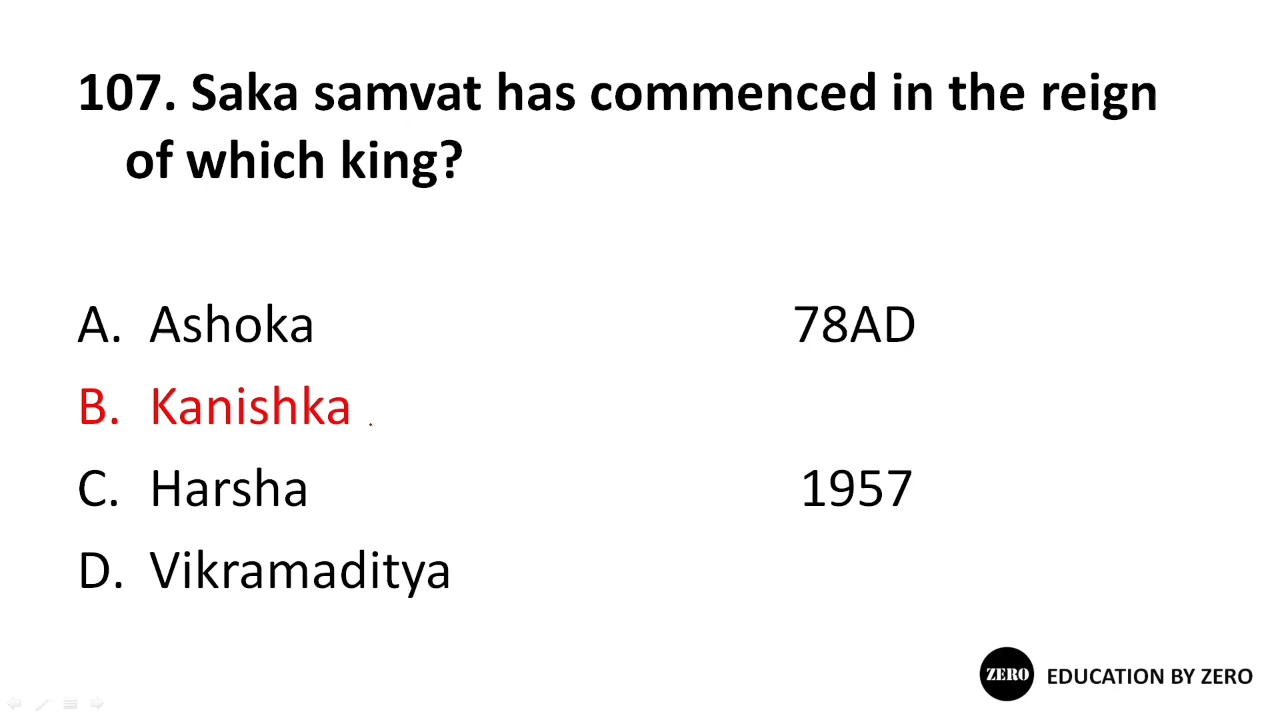 107. Saka samvat has commenced in the reign
of which king?
A. Ashoka
78AD
B. Kanishka
C. Harsha
1957
D. Vikramaditya
ZERO
EDUCATION BY ZERO